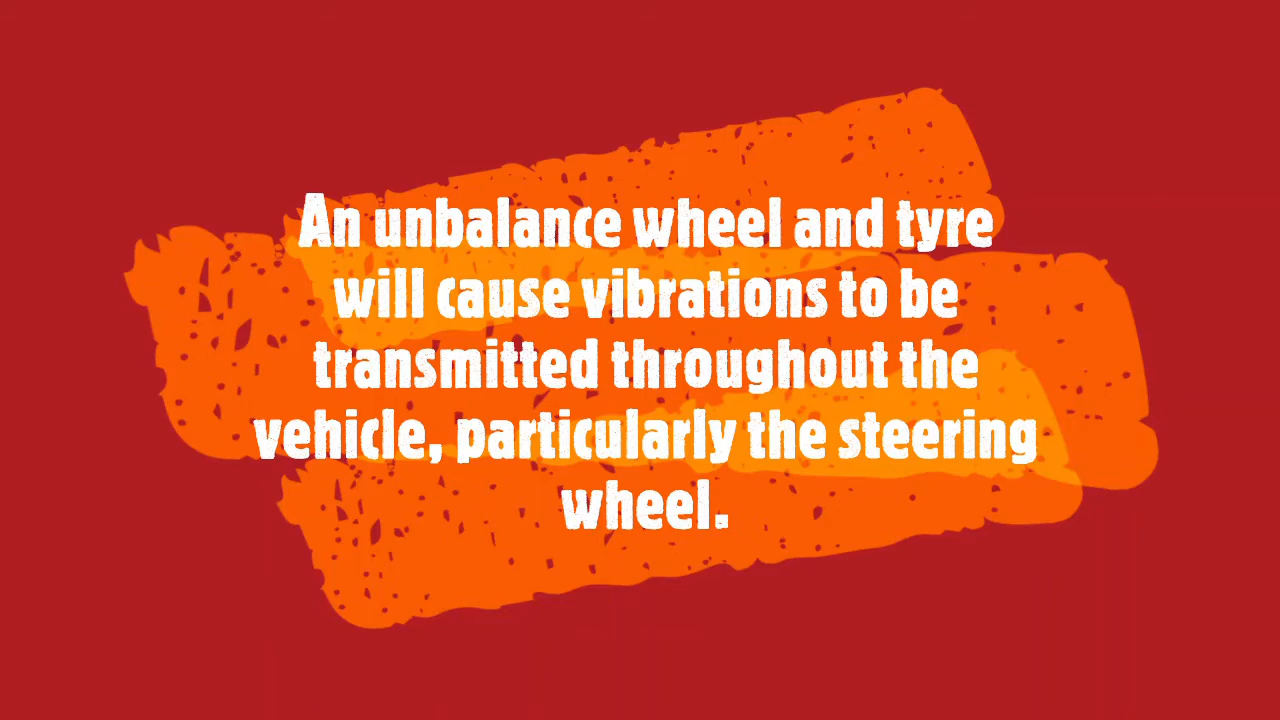 An unbalance wheel and tyre
will cause vibrations to be
transmitted throughout the
vehicle, particularly the steering
wheel.